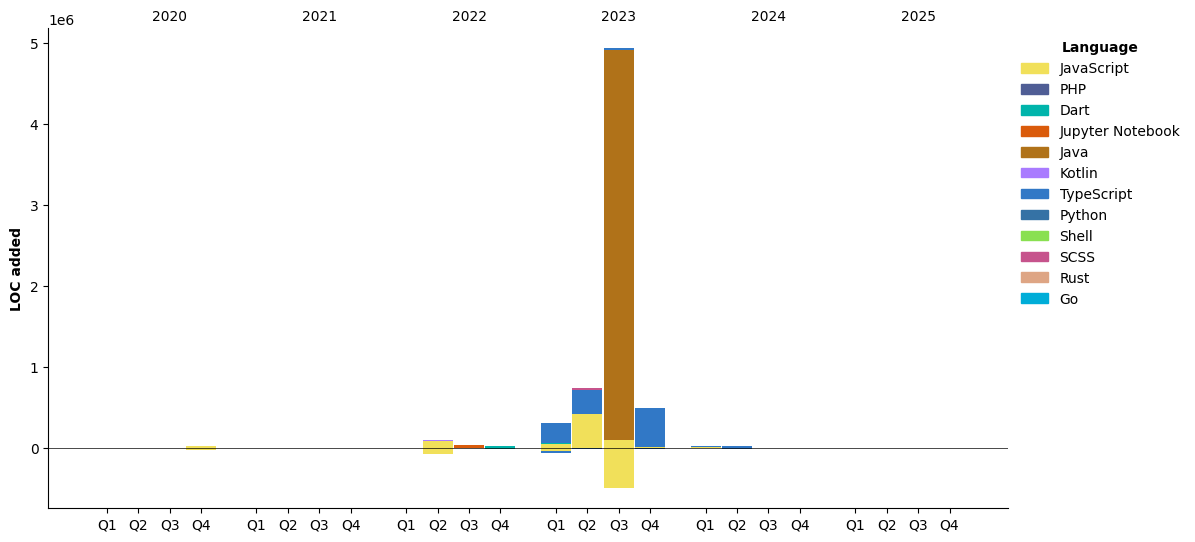 1e6
2020 2021 2022 2023 2024 2025
5
4
3
2
1
0
LOC added
Q1 Q2 Q3 Q4 Q1 Q2 Q3 Q4 Q1 Q2 Q3 Q4 Q1 Q2 Q3 Q4 Q1 Q2 Q3 Q4 Q1 Q2 Q3 Q4
Language
JavaScript
PHP
Dart
Jupyter Notebook
Java
Kotlin
TypeScript
Python
Shell
SCSS
Rust
Go